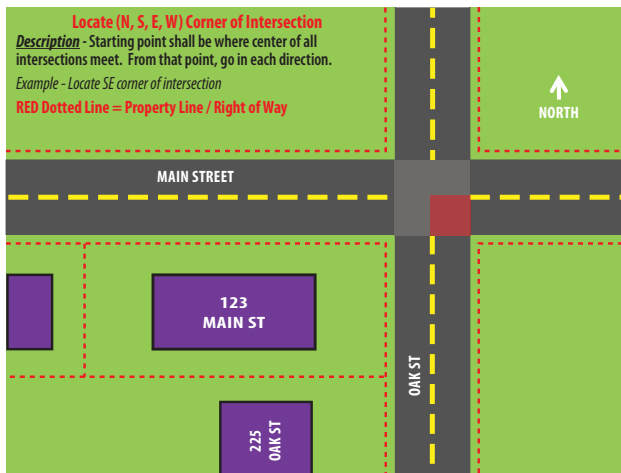 Locate (N, S, E, W) Corner of Intersection
Description - Starting point shall be where center of all
intersections meet.  From that point, go in each direction.
Example - Locate SE corner of intersection
RED Dotted Line = Property Line / Right of Way
NORTH
MAIN STREET
123
MAIN ST
OAK ST
225
OAK ST